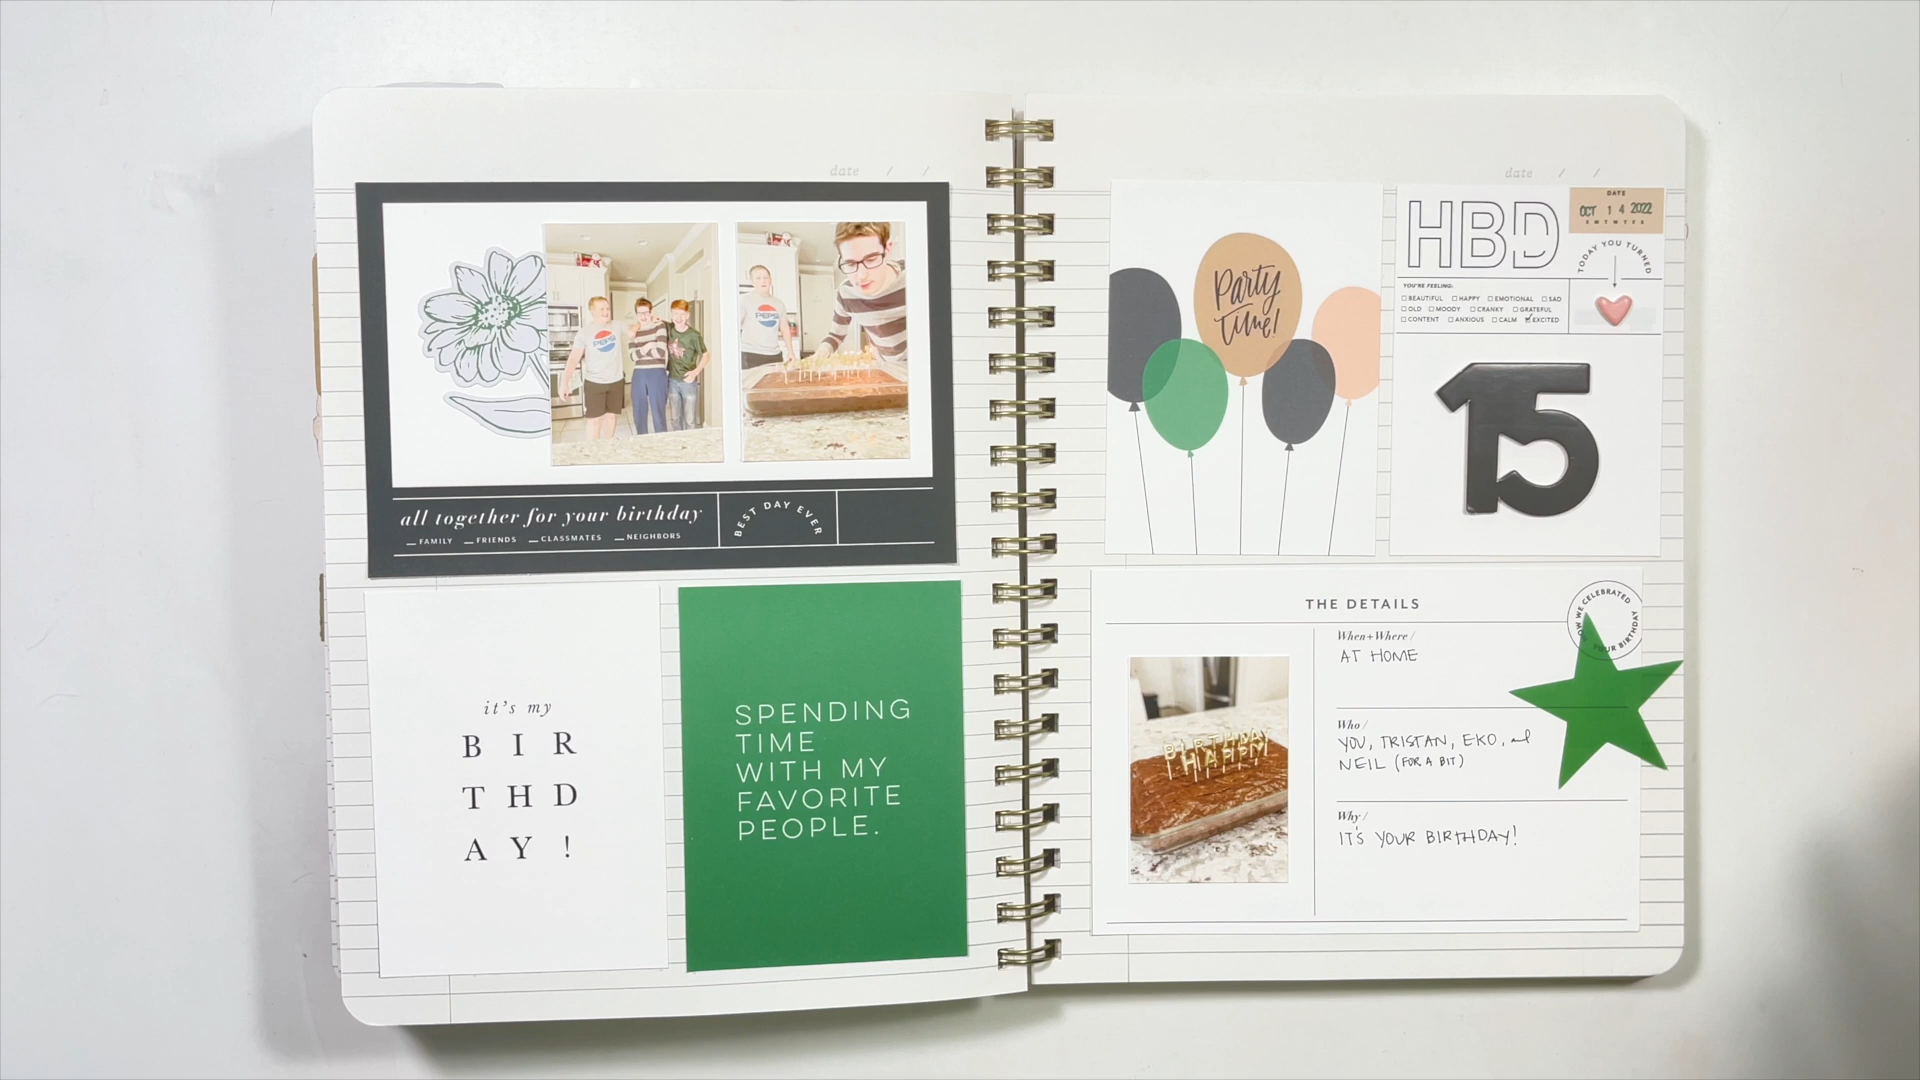 date / /
PEPSI
PEPSI
all together for your birthday
FAMILY FRIENDS CLASSMATES NEIGHBORS
BEST DAY EVER
it's my
B I R
T H D
A Y !
SPENDING
TIME
WITH MY
FAVORITE
PEOPLE.
date / /
Party
time!
HBD
DATE
OCT 14 2022
S M T W T F S
TODAY YOU TURNED
YOU'RE FEELING:
BEAUTIFUL HAPPY EMOTIONAL SAD
OLD MOODY CRANKY GRATEFUL
CONTENT ANXIOUS CALM EXCITED
15
THE DETAILS
HOW WE CELEBRATED YOUR BIRTHDAY
BIRTHDAY
HAPPY
When+Where/
AT HOME
Who/
YOU, TRISTAN, EKO, and
NEIL (FOR A BIT)
Why/
IT'S YOUR BIRTHDAY!